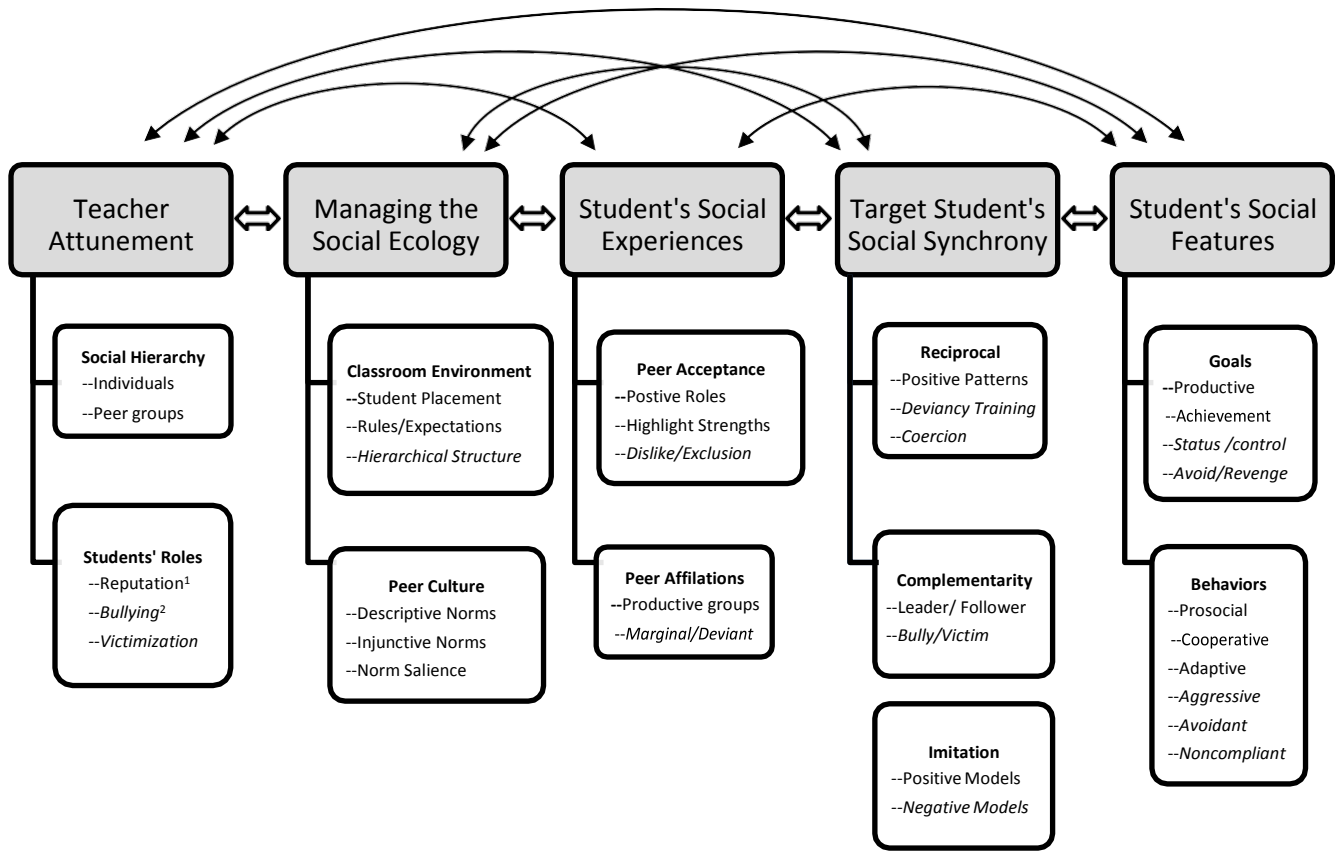 Teacher
Attunement
Managing the
Social Ecology
Student's Social
Experiences
Target Student's
Social Synchrony
Student's Social
Features
Social Hierarchy
--Individuals
--Peer groups
Students' Roles
--Reputation¹
--Bullying²
--Victimization
Classroom Environment
--Student Placement
--Rules/Expectations
--Hierarchical Structure
Peer Culture
--Descriptive Norms
--Injunctive Norms
--Norm Salience
Peer Acceptance
--Postive Roles
--Highlight Strengths
--Dislike/Exclusion
Peer Affilations
--Productive groups
--Marginal/Deviant
Reciprocal
--Positive Patterns
--Deviancy Training
--Coercion
Complementarity
--Leader/ Follower
--Bully/Victim
Imitation
--Positive Models
--Negative Models
Goals
--Productive
--Achievement
--Status /control
--Avoid/Revenge
Behaviors
--Prosocial
--Cooperative
--Adaptive
--Aggressive
--Avoidant
--Noncompliant